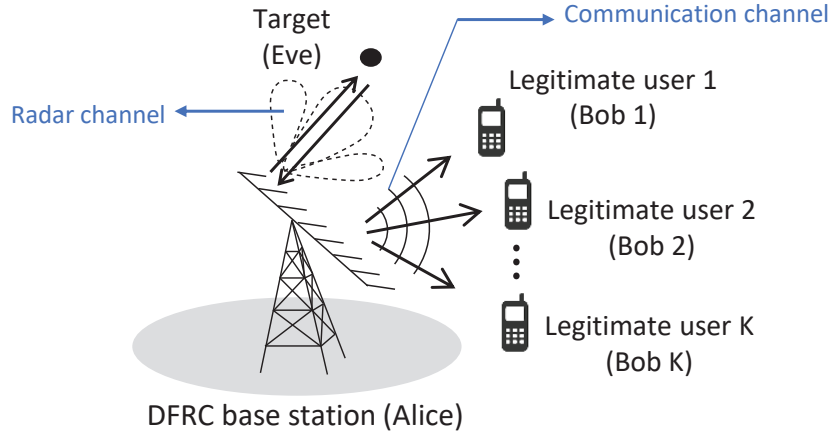 Communication channel
Target
(Eve)
Radar channel
Legitimate user 1
(Bob 1)
Legitimate user 2
(Bob 2)
Legitimate user K
(Bob K)
DFRC base station (Alice)